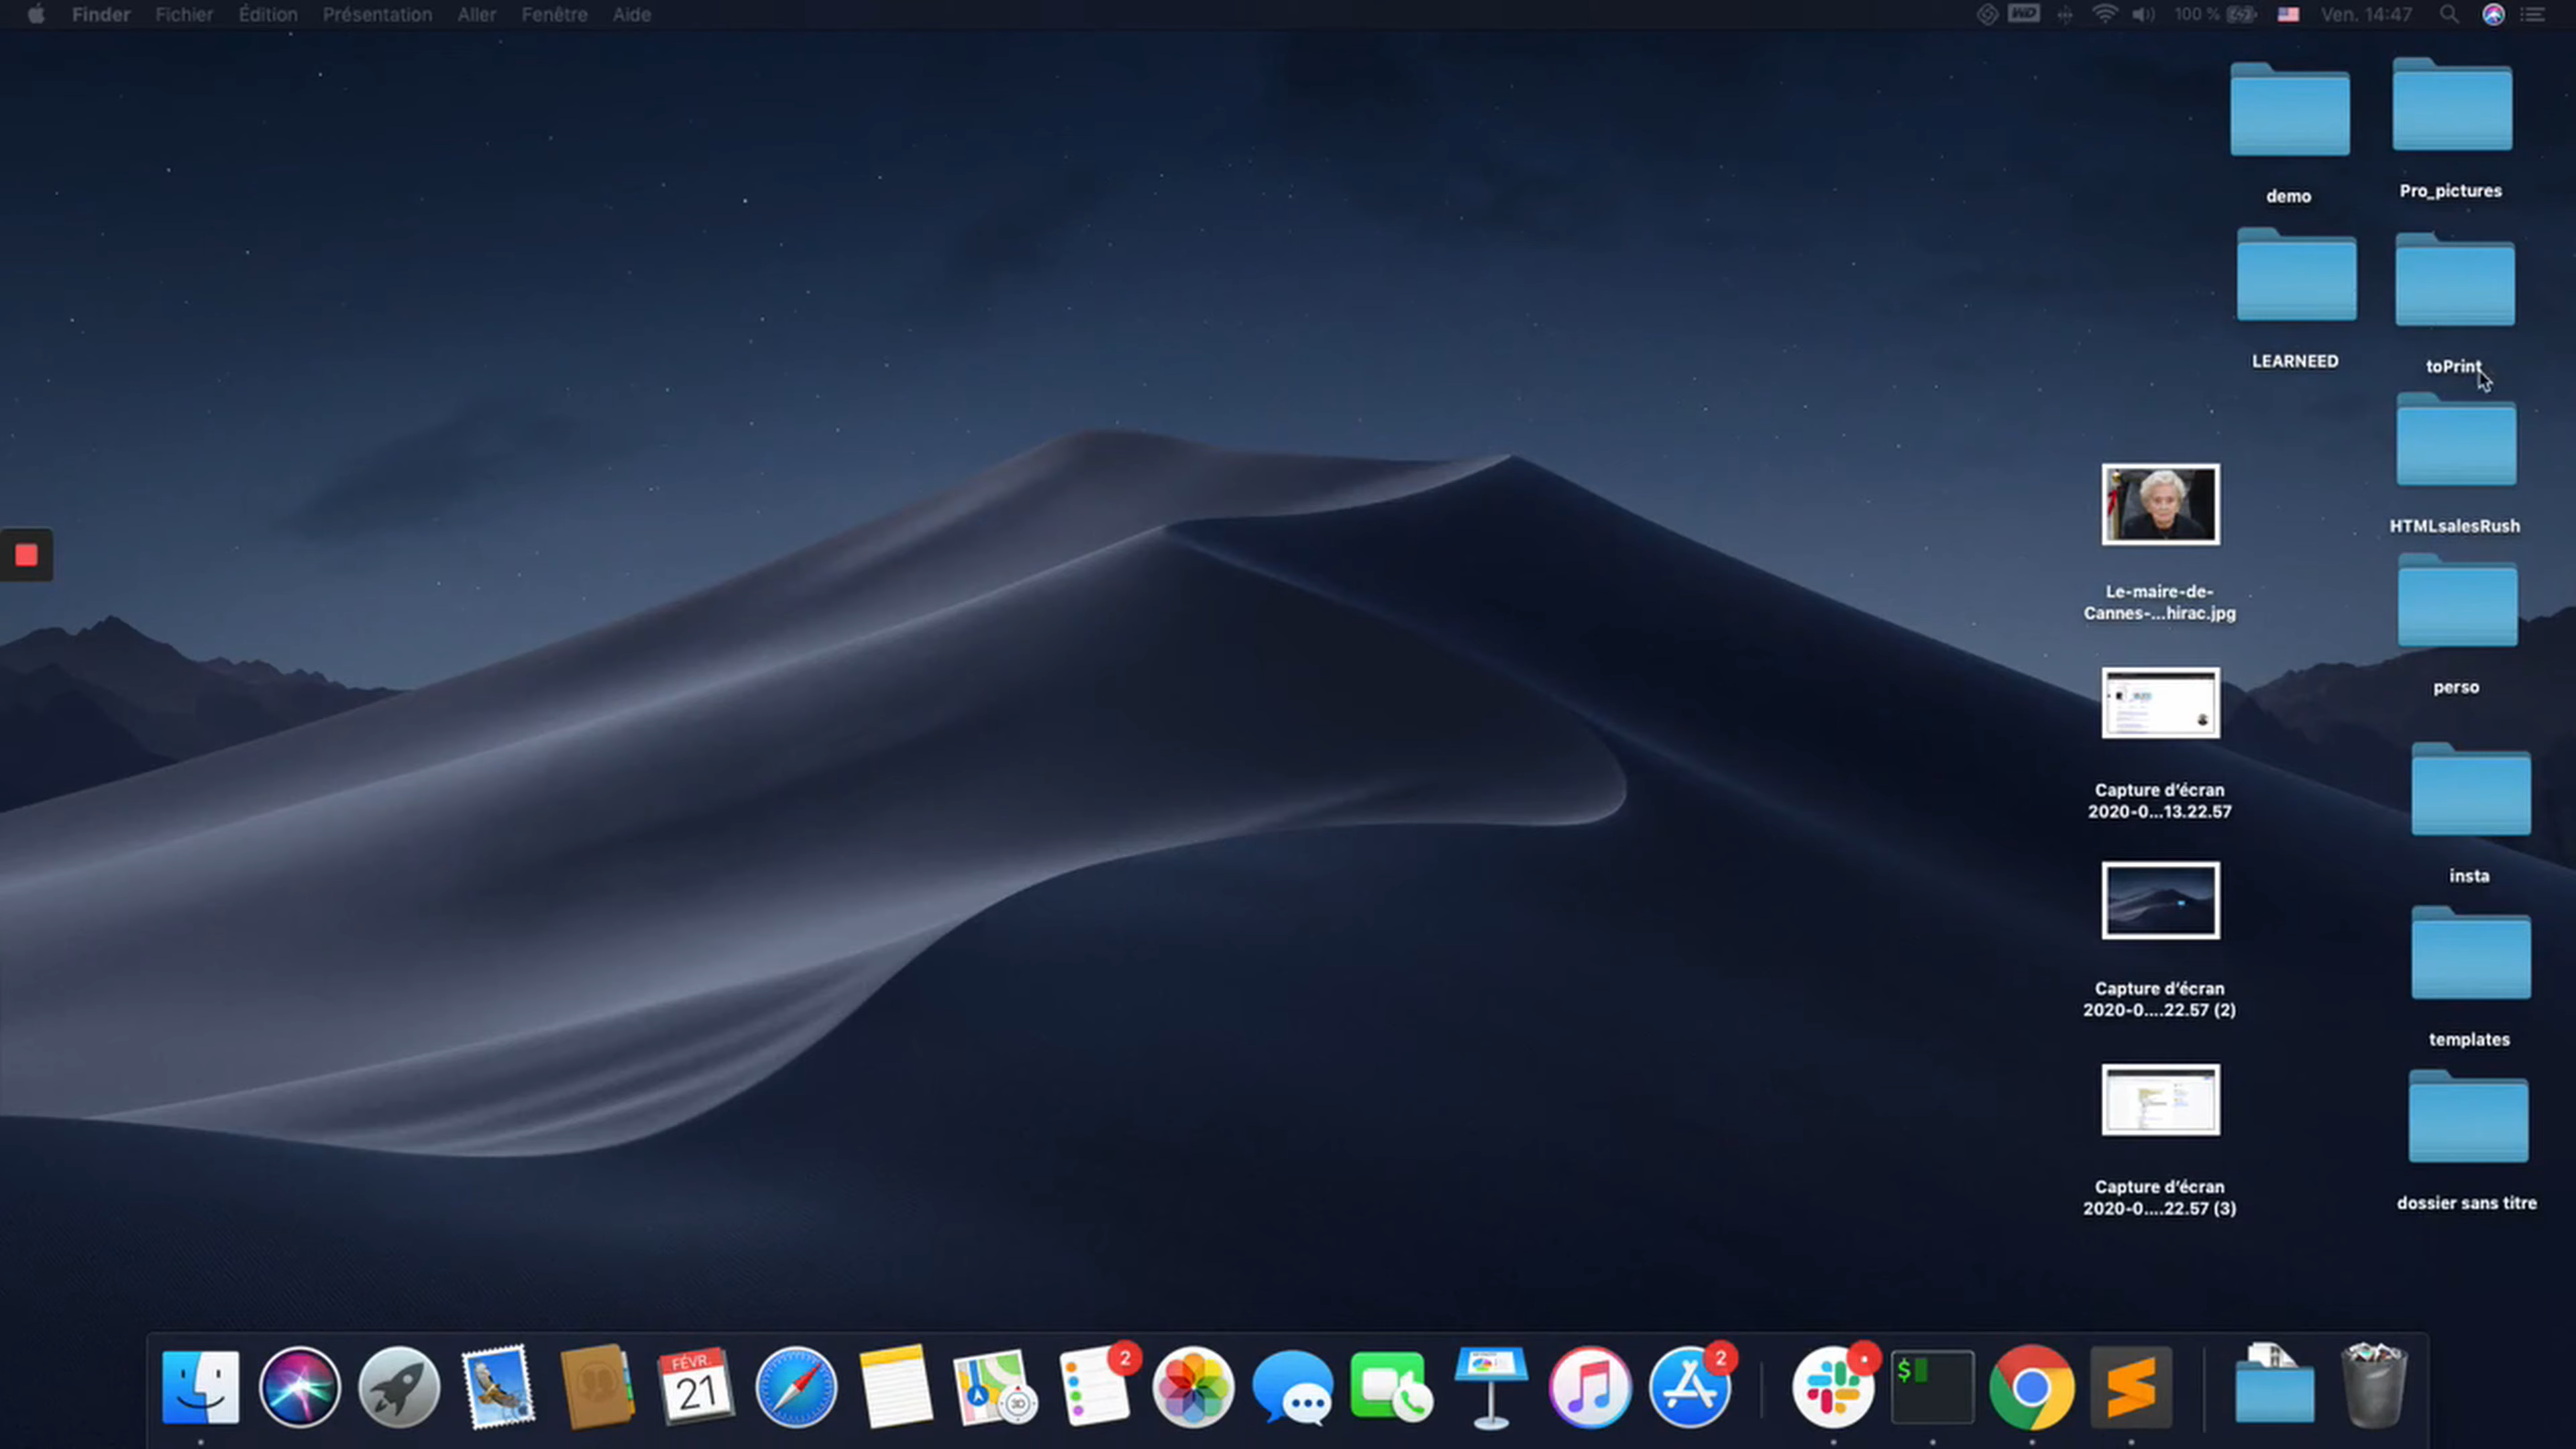 Finder Fichier Édition Présentation Aller Fenêtre Aide
100 % Ven. 14:47
demo
Pro_pictures
LEARNEED
toPrint
HTMLsalesRush
Le-maire-de-
Cannes-...hirac.jpg
perso
Capture d'écran
2020-0...13.22.57
insta
Capture d'écran
2020-0....22.57 (2)
templates
Capture d'écran
2020-0....22.57 (3)
dossier sans titre
FÉVR.
21
3D
2
2
$